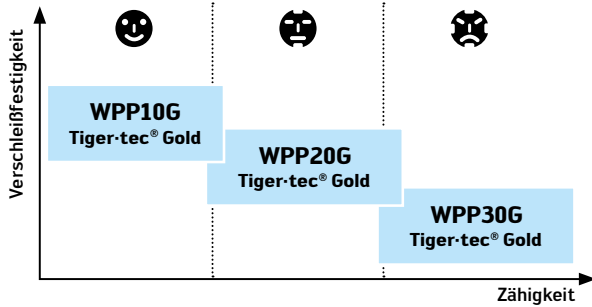 Verschleißfestigkeit
WPP10G
Tiger·tec® Gold
WPP20G
Tiger·tec® Gold
WPP30G
Tiger·tec® Gold
Zähigkeit